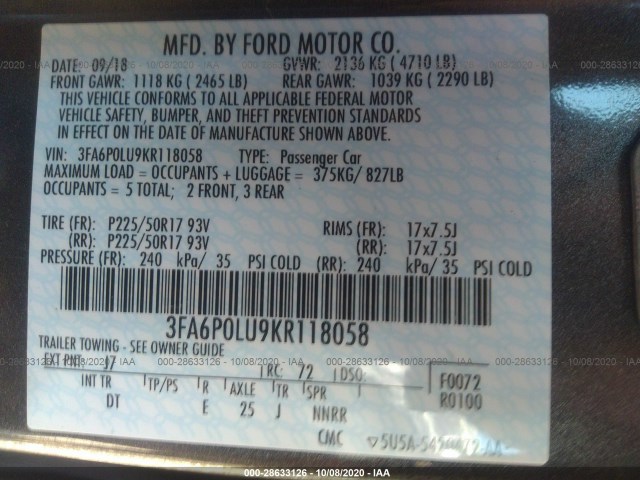 MFD. BY FORD MOTOR CO.
DATE: 09/18 GVWR: 2136 KG ( 4710 LB)
FRONT GAWR: 1118 KG ( 2465 LB) REAR GAWR: 1039 KG ( 2290 LB)
THIS VEHICLE CONFORMS TO ALL APPLICABLE FEDERAL MOTOR
VEHICLE SAFETY, BUMPER, AND THEFT PREVENTION STANDARDS
IN EFFECT ON THE DATE OF MANUFACTURE SHOWN ABOVE.
VIN: 3FA6P0LU9KR118058 TYPE: Passenger Car
MAXIMUM LOAD = OCCUPANTS + LUGGAGE = 375KG/ 827LB
OCCUPANTS = 5 TOTAL; 2 FRONT, 3 REAR
TIRE (FR): P225/50R17 93V RIMS (FR): 17x7.5J
(RR): P225/50R17 93V (RR): 17x7.5J
PRESSURE (FR): 240 kPa/ 35 PSI COLD (RR): 240 kPa/ 35 PSI COLD
3FA6P0LU9KR118058
TRAILER TOWING - SEE OWNER GUIDE
EXT PNT: J7 RC: 72 DSO: F0072
INT TR TP/PS R AXLE TR SPR R0100
DT E 25 J NNRR
CMC
000-28633126 - 10/08/2020 - IAA